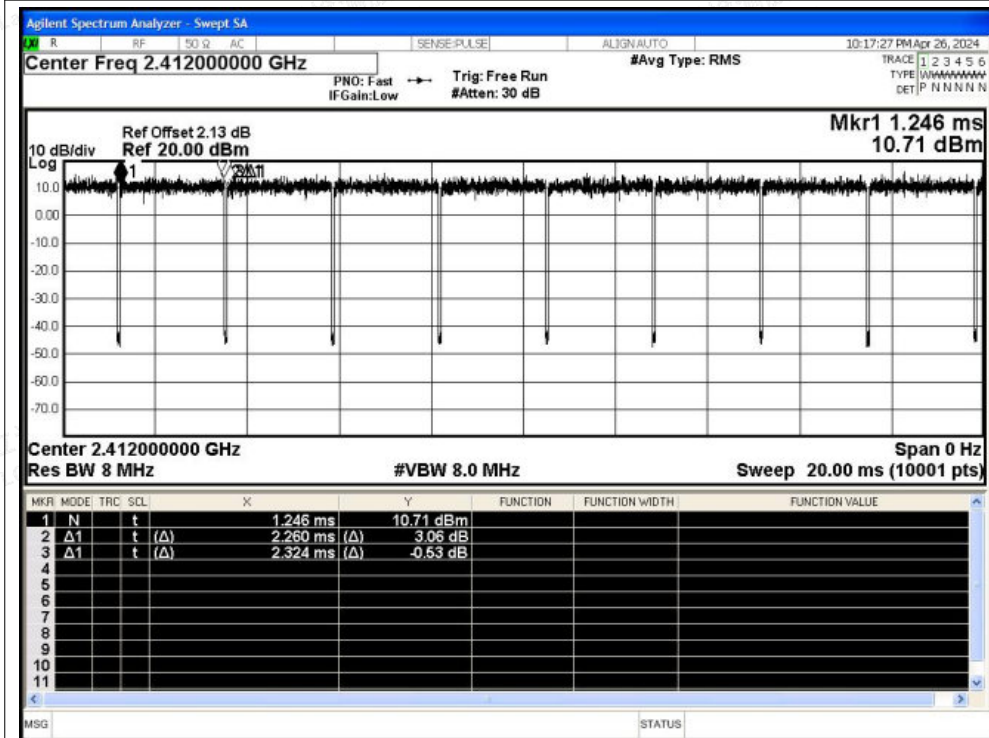 Agilent Spectrum Analyzer - Swept SA
LXI R RF 50 Ω AC SENSE:PULSE ALIGN AUTO 10:17:27 PM Apr 26, 2024
Center Freq 2.412000000 GHz #Avg Type: RMS TRACE 1 2 3 4 5 6
PNO: Fast Trig: Free Run TYPE
IFGain:Low #Atten: 30 dB DET P N N N N N
Mkr1 1.246 ms
Ref Offset 2.13 dB
10 dB/div Ref 20.00 dBm 10.71 dBm
Log
1
10.0
0.00
-10.0
-20.0
-30.0
-40.0
-50.0
-60.0
-70.0
Center 2.412000000 GHz Span 0 Hz
Res BW 8 MHz #VBW 8.0 MHz Sweep 20.00 ms (10001 pts)
MKR MODE TRC SCL X Y FUNCTION FUNCTION WIDTH FUNCTION VALUE
1 N t 1.246 ms 10.71 dBm
2 Δ1 t (Δ) 2.260 ms (Δ) 3.06 dB
3 Δ1 t (Δ) 2.324 ms (Δ) -0.53 dB
4
5
6
7
8
9
10
11
MSG STATUS